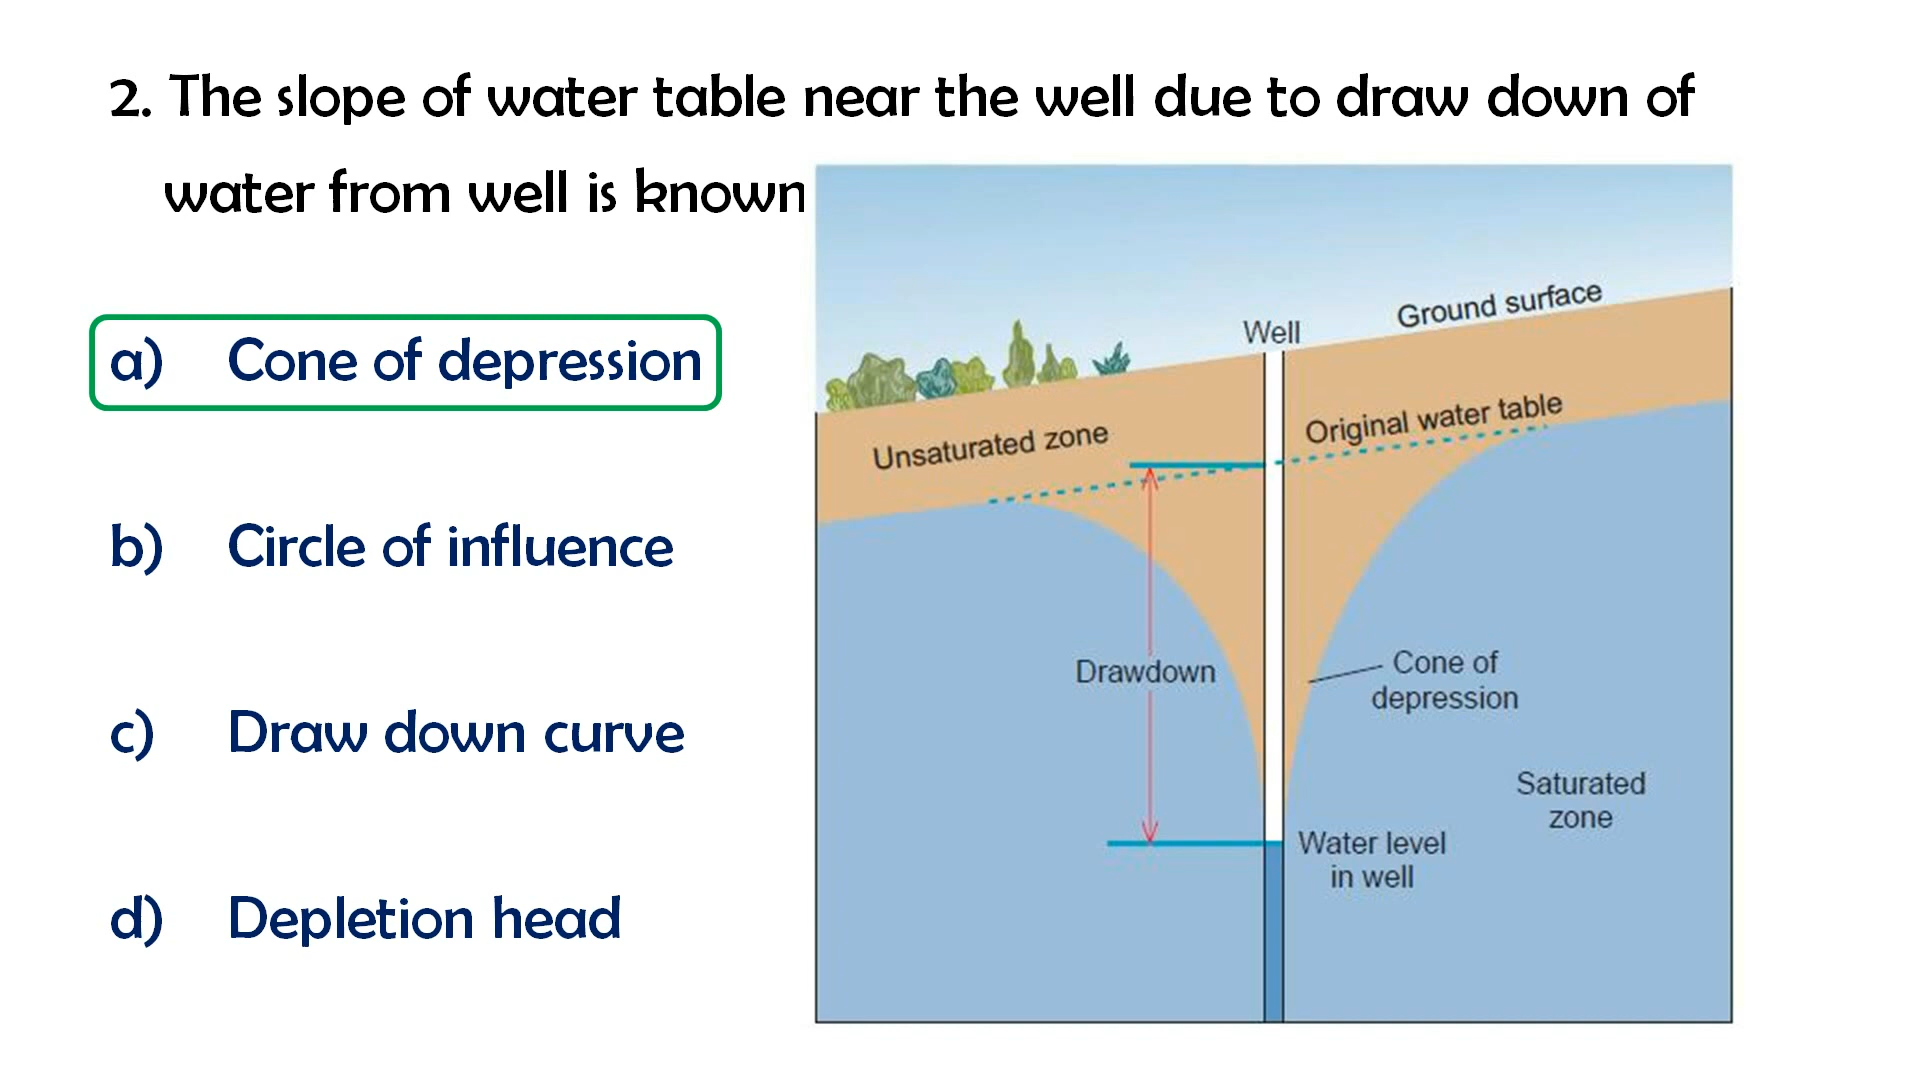 2. The slope of water table near the well due to draw down of
water from well is known
a) Cone of depression
b) Circle of influence
c) Draw down curve
d) Depletion head
Ground surface
Well
Original water table
Unsaturated zone
Drawdown
Cone of
depression
Saturated
zone
Water level
in well